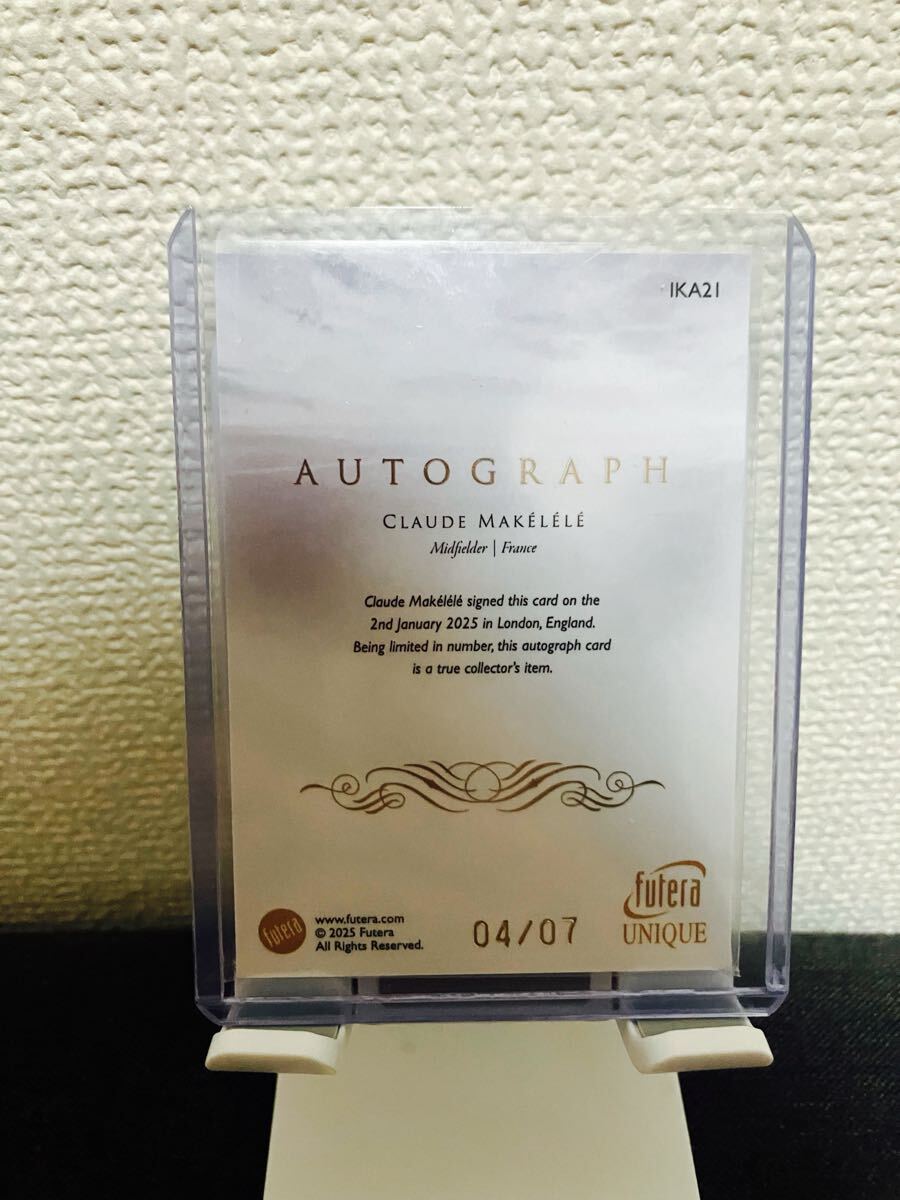 IKA21
AUTOGRAPH
CLAUDE MAKÉLÉLÉ
Midfielder | France
Claude Makélélé signed this card on the
2nd January 2025 in London, England.
Being limited in number, this autograph card
is a true collector's item.
futera
www.futera.com
© 2025 Futera
All Rights Reserved.
04/07
futera
UNIQUE